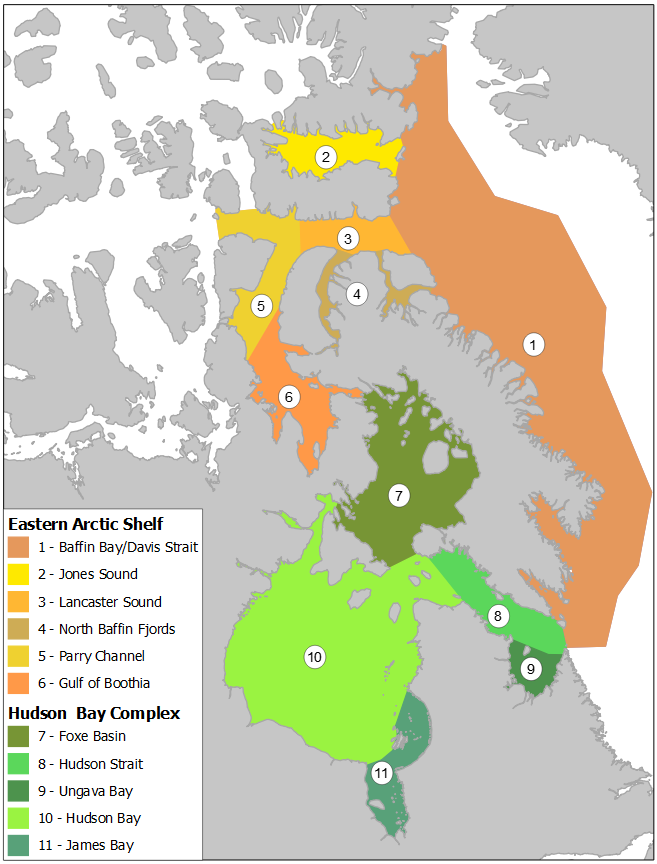 2
3
4
5
1
6
7
8
9
10
11
Eastern Arctic Shelf
1 - Baffin Bay/Davis Strait
2 - Jones Sound
3 - Lancaster Sound
4 - North Baffin Fjords
5 - Parry Channel
6 - Gulf of Boothia
Hudson Bay Complex
7 - Foxe Basin
8 - Hudson Strait
9 - Ungava Bay
10 - Hudson Bay
11 - James Bay